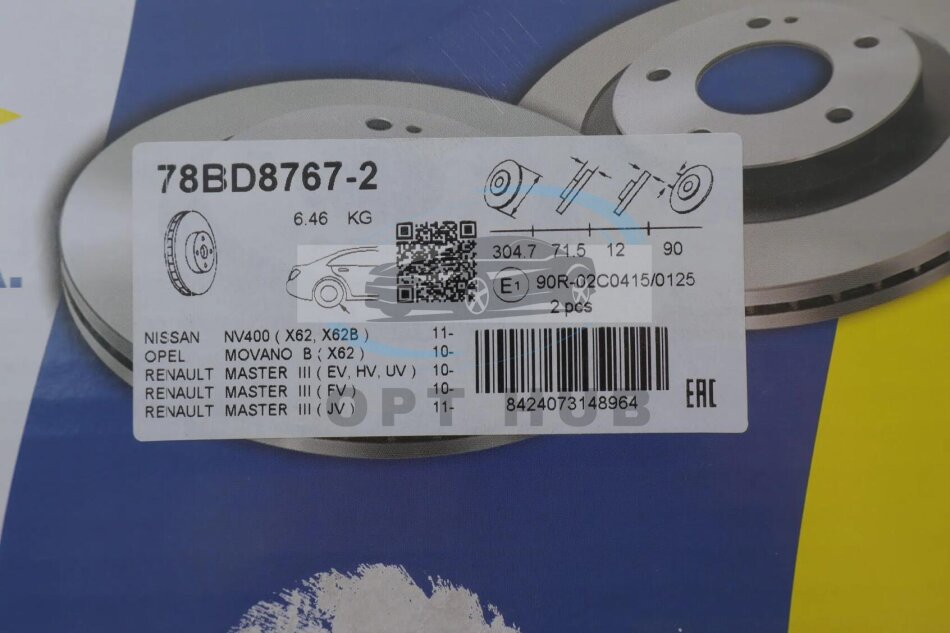 78BD8767-2
6.46 KG
304.7 71.5 12 90
E1 90R-02C0415/0125
2 pcs
NISSAN NV400 ( X62, X62B ) 11-
OPEL MOVANO B ( X62 ) 10-
RENAULT MASTER III ( EV, HV, UV ) 10-
RENAULT MASTER III ( FV ) 10-
RENAULT MASTER III ( JV ) 11-
8424073148964
EAC
OPT HUB
A.